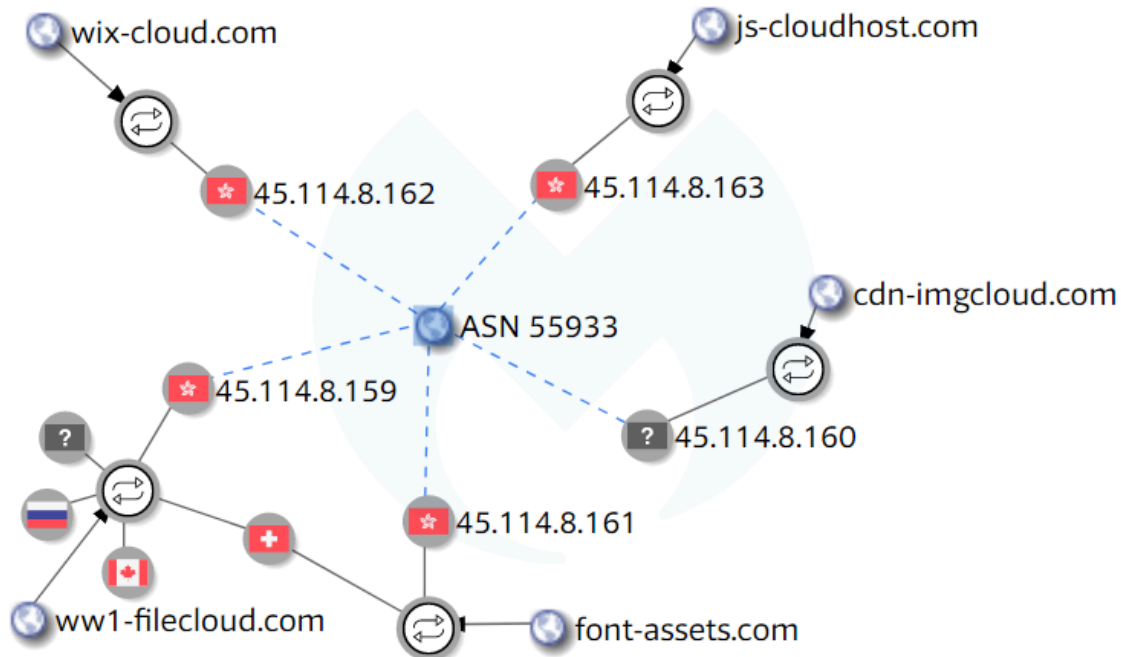 wix-cloud.com
js-cloudhost.com
45.114.8.162
45.114.8.163
cdn-imgcloud.com
ASN 55933
45.114.8.159
?
?
45.114.8.160
45.114.8.161
ww1-filecloud.com
font-assets.com